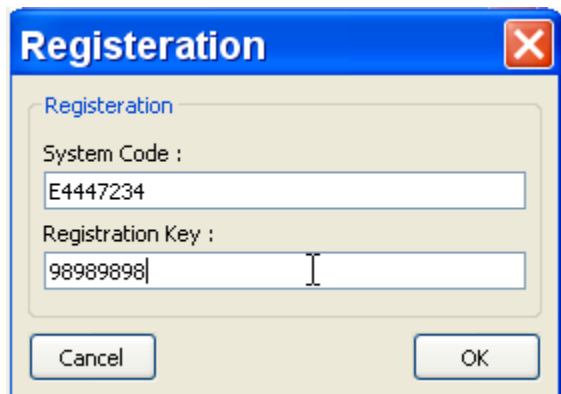 Registeration
Registeration
System Code :
E4447234
Registration Key :
98989898
Cancel
OK